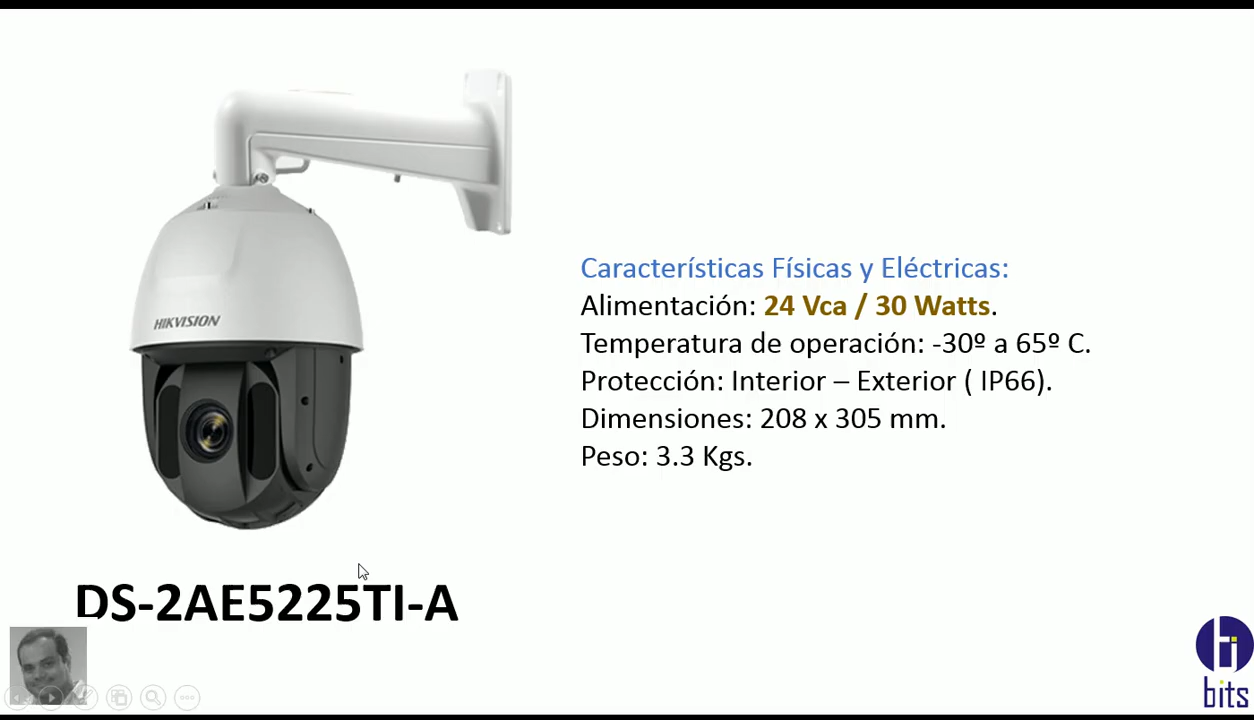 HIKVISION
Características Físicas y Eléctricas:
Alimentación: 24 Vca / 30 Watts.
Temperatura de operación: -30º a 65º C.
Protección: Interior – Exterior ( IP66).
Dimensiones: 208 x 305 mm.
Peso: 3.3 Kgs.
DS-2AE5225TI-A
bits